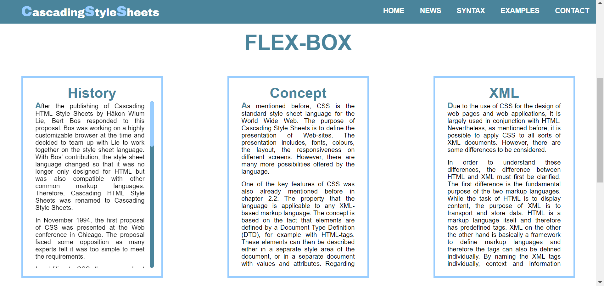 CascadingStyleSheets
HOME NEWS SYNTAX EXAMPLES CONTACT
FLEX-BOX
History
After the publishing of Cascading
HTML Style Sheets by Håkon Wium
Lie, Bert Bos responded to this
proposal. Bos was working on a highly
customizable browser at the time and
decided to team up with Lie to work
together on the style sheet language.
With Bos' contribution, the style sheet
language changed so that it was no
longer only designed for HTML but
was also compatible with other
common markup languages.
Therefore Cascading HTML Style
Sheets was renamed to Cascading
Style Sheets.
In November 1994, the first proposal
of CSS was presented at the Web
conference in Chicago. The proposal
faced some opposition as many
experts felt it was too simple to meet
the requirements.
Concept
As mentioned before, CSS is the
standard style sheet language for the
World Wide Web. The purpose of
Cascading Style Sheets is to define the
presentation of Web sites. The
presentation includes, fonts, colours,
the layout, the responsiveness on
different screens. However, there are
many more possibilities offered by the
language.
One of the key features of CSS was
also already mentioned before in
chapter 2.2: The property that the
language is applicable to any XML-
based markup language. The concept is
based on the fact that elements are
defined by a Document Type Definition
(DTD), for example with HTML-tags.
These elements can then be described
either in a separate style area of the
document, or in a separate document
with values and attributes. Regarding
XML
Due to the use of CSS for the design of
web pages and web applications, it is
largely used in conjunction with HTML.
Nevertheless, as mentioned before, it is
possible to apply CSS to all sorts of
XML documents. However, there are
some differences to be considered.
In order to understand these
differences, the difference between
HTML and XML must first be clarified.
The first difference is the fundamental
purpose of the two markup languages.
While the task of HTML is to display
content, the purpose of XML is to
transport and store data. HTML is a
markup language itself and therefore
has predefined tags. XML on the other
the other hand is basically a framework
to define markup languages and
therefore the tags can also be defined
individually. By naming the XML tags
individually, context and information